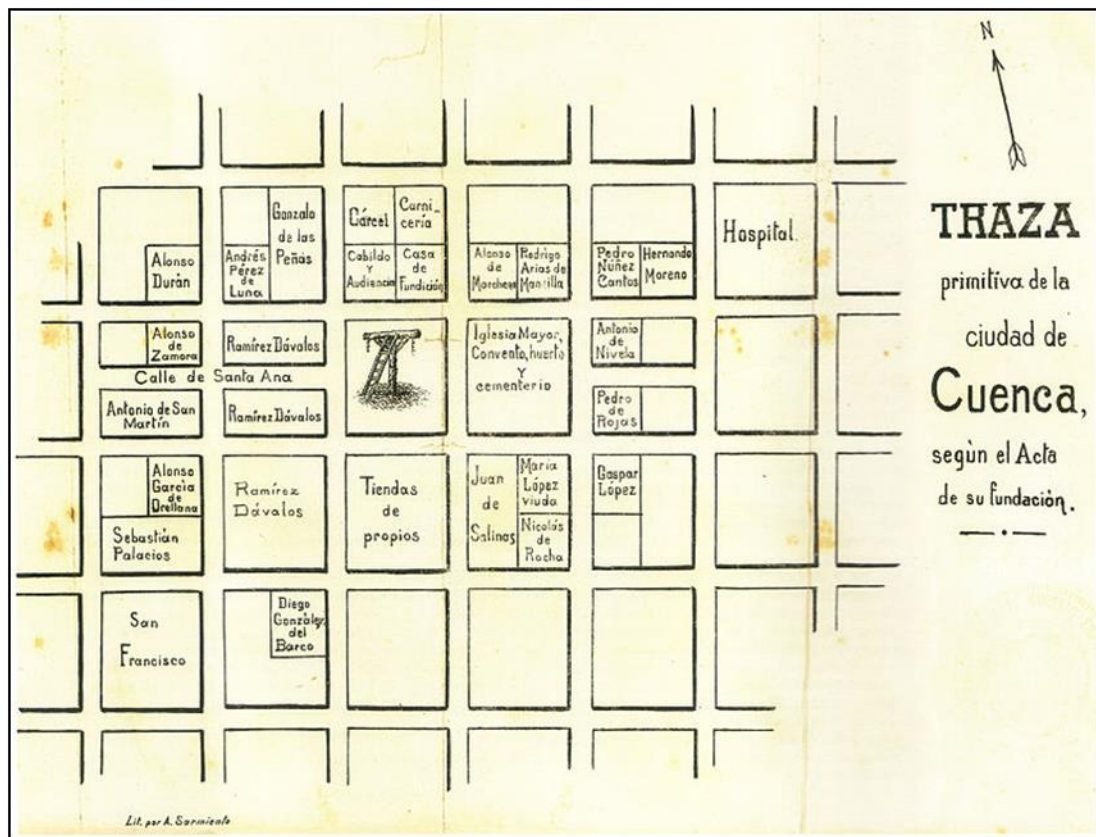 N
TRAZA
primitiva de la
ciudad de
Cuenca,
según el Acta
de su fundación.
Gonzalo
de las
Peñas
Cárcel
Carni-
cería
Hospital.
Alonso
Durán
Andrés
Pérez
de
Luna
Cabildo
y
Audiencia
Casa
de
Fundición
Alonso
de
Rodrigo
Arias de
Mansilla
Pedro
Núñez
Cantos
Hernando
Moreno
Alonso
de
Zamora
Ramírez Dávalos
Iglesia Mayor,
Convento, huerto
y
cementerio
Antonio
de
Nivela
Calle de Santa Ana
Antonio de San
Martín
Ramírez Dávalos
Pedro
de
Rojas
Alonso
García
de
Orellana
Sebastián
Palacios
Ramírez
Dávalos
Tiendas
de
propios
Juan
de
Salinas
María
López
viuda
Nicolás
de
Rocha
Gaspar
López
San
Francisco
Diego
González
del
Barco
Lit. por A. Sarmiento